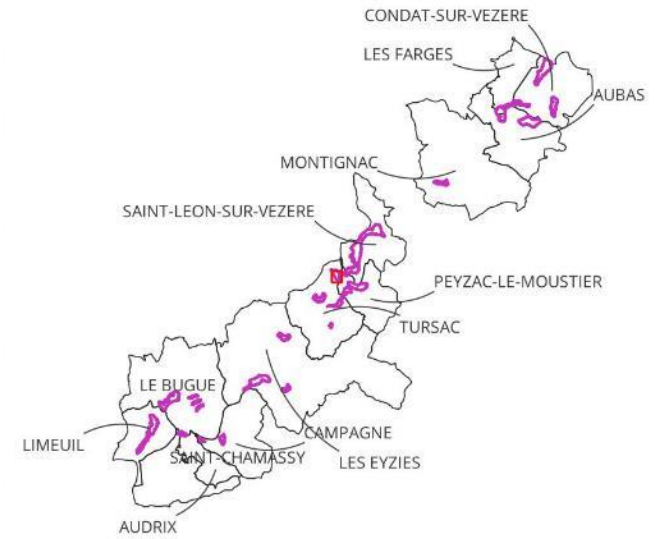 CONDAT-SUR-VEZERE
LES FARGES
AUBAS
MONTIGNAC
SAINT-LEON-SUR-VEZERE
PEYZAC-LE-MOUSTIER
TURSAC
LE BUGUE
CAMPAGNE
LIMEUIL
SAINT-CHAMASSY
LES EYZIES
AUDRIX